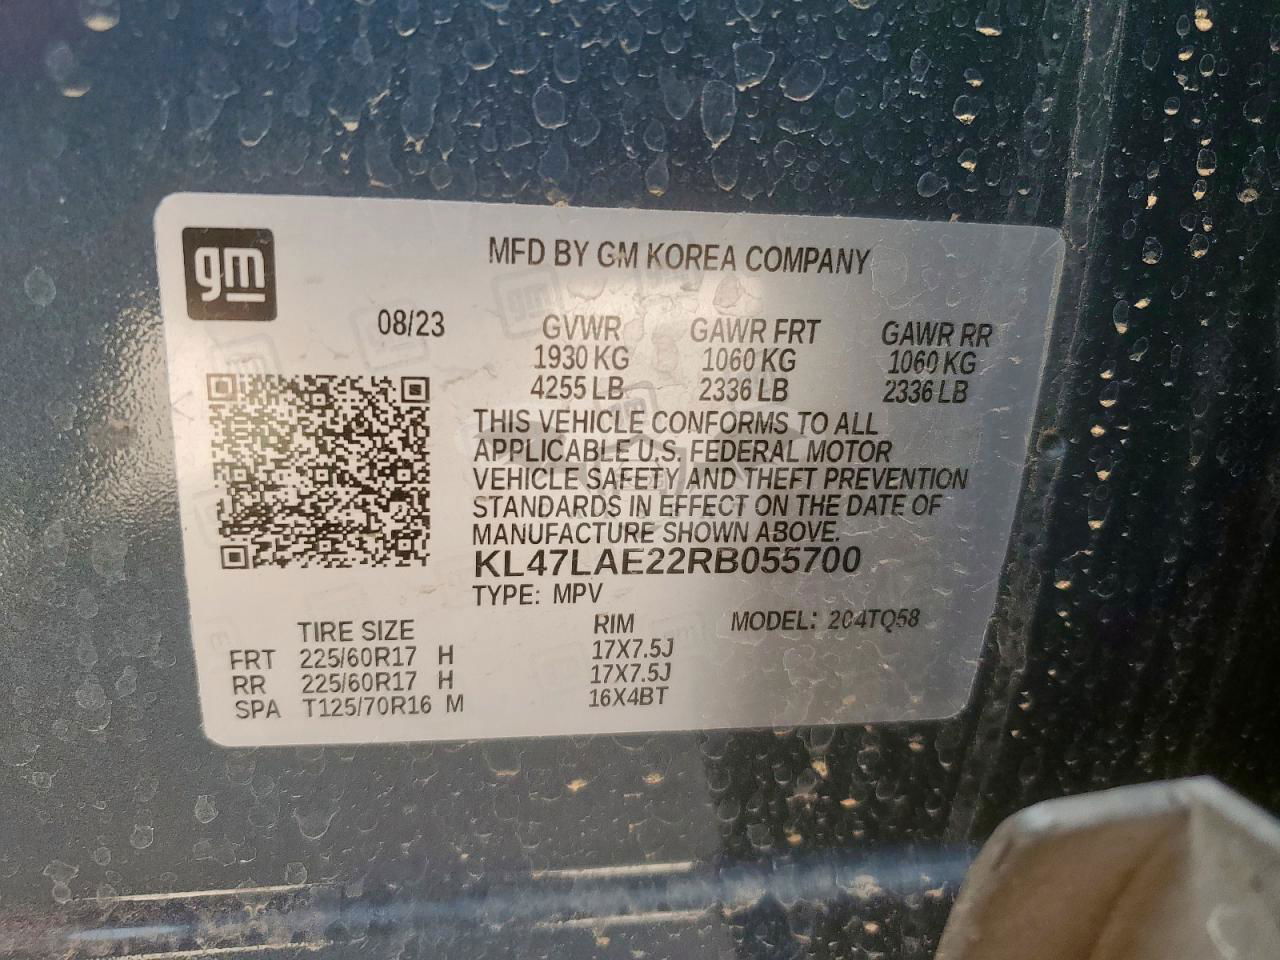 gm
MFD BY GM KOREA COMPANY
08/23
GVWR GAWR FRT GAWR RR
1930 KG 1060 KG 1060 KG
4255 LB 2336 LB 2336 LB
THIS VEHICLE CONFORMS TO ALL
APPLICABLE U.S. FEDERAL MOTOR
VEHICLE SAFETY AND THEFT PREVENTION
STANDARDS IN EFFECT ON THE DATE OF
MANUFACTURE SHOWN ABOVE.
KL47LAE22RB055700
TYPE: MPV
TIRE SIZE RIM MODEL: 204TQ58
FRT 225/60R17 H 17X7.5J
RR 225/60R17 H 17X7.5J
SPA T125/70R16 M 16X4BT